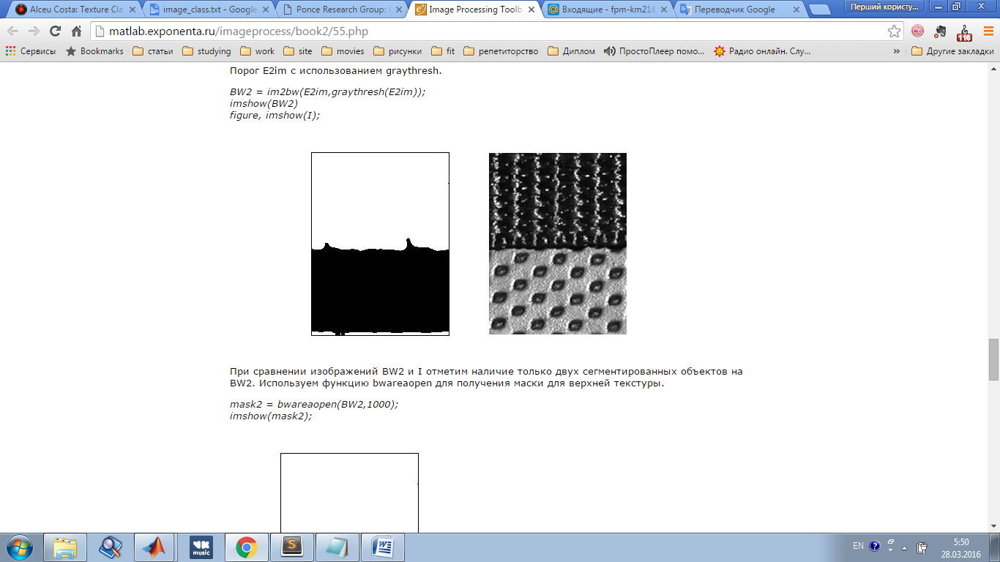 Alceu Costa: Texture Cla
image_class.txt - Google
Ponce Research Group:
Image Processing Toolb
Входящие - fpm-km21@
Переводчик Google
Перший користу...
matlab.exponenta.ru/imageprocess/book2/55.php
116
Сервисы
Bookmarks
статьи
studying
work
site
movies
рисунки
fit
репетиторство
Диплом
ПростоПлеер помо...
Радио онлайн. Слу...
»
Другие закладки
Порог E2im с использованием graythresh.
BW2 = im2bw(E2im,graythresh(E2im));
imshow(BW2)
figure, imshow(I);
При сравнении изображений BW2 и I отметим наличие только двух сегментированных объектов на
BW2. Используем функцию bwareaopen для получения маски для верхней текстуры.
mask2 = bwareaopen(BW2,1000);
imshow(mask2);
music
EN
5:50
28.03.2016